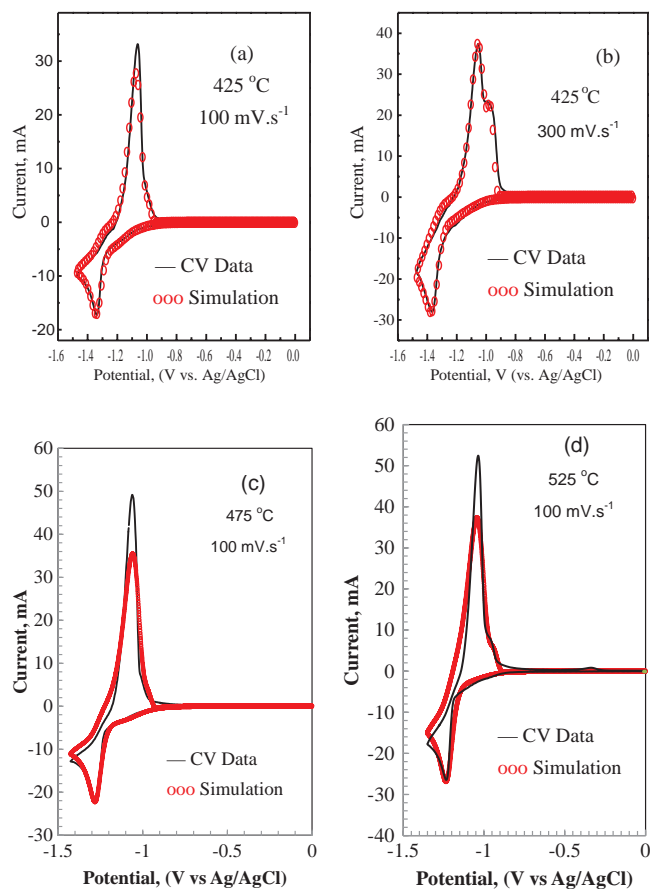 (a)
425 °C
100 mV.s⁻¹
30
20
10
0
-10
-20
Current, mA
— CV Data
ooo Simulation
-1.6 -1.4 -1.2 -1.0 -0.8 -0.6 -0.4 -0.2 0.0
Potential, (V vs. Ag/AgCl)
(b)
425 °C
300 mV.s⁻¹
40
30
20
10
0
-10
-20
-30
Current, mA
— CV Data
ooo Simulation
-1.6 -1.4 -1.2 -1.0 -0.8 -0.6 -0.4 -0.2 0.0
Potential, V (vs. Ag/AgCl)
(c)
475 °C
100 mV.s⁻¹
60
50
40
30
20
10
0
-10
-20
-30
Current, mA
— CV Data
ooo Simulation
-1.5 -1 -0.5 0
Potential, (V vs Ag/AgCl)
(d)
525 °C
100 mV.s⁻¹
60
50
40
30
20
10
0
-10
-20
-30
-40
Current, mA
— CV Data
ooo Simulation
-1.5 -1 -0.5 0
Potential, (V vs Ag/AgCl)